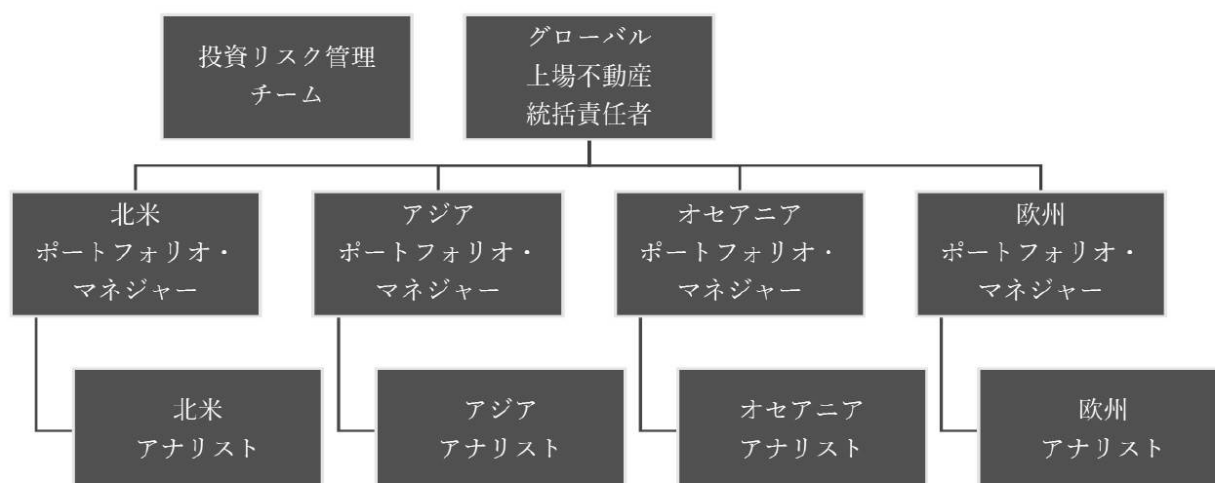 投資リスク管理
チーム
グローバル
上場不動産
統括責任者
北米
ポートフォリオ・
マネジャー
アジア
ポートフォリオ・
マネジャー
オセアニア
ポートフォリオ・
マネジャー
欧州
ポートフォリオ・
マネジャー
北米
アナリスト
アジア
アナリスト
オセアニア
アナリスト
欧州
アナリスト